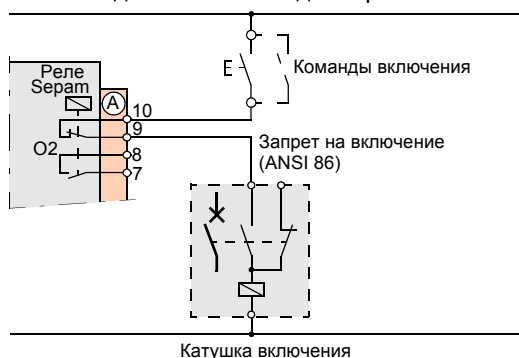 Команды включения
Реле
Sepam
A
10
9
O2
8
7
E
Запрет на включение
(ANSI 86)
Катушка включения